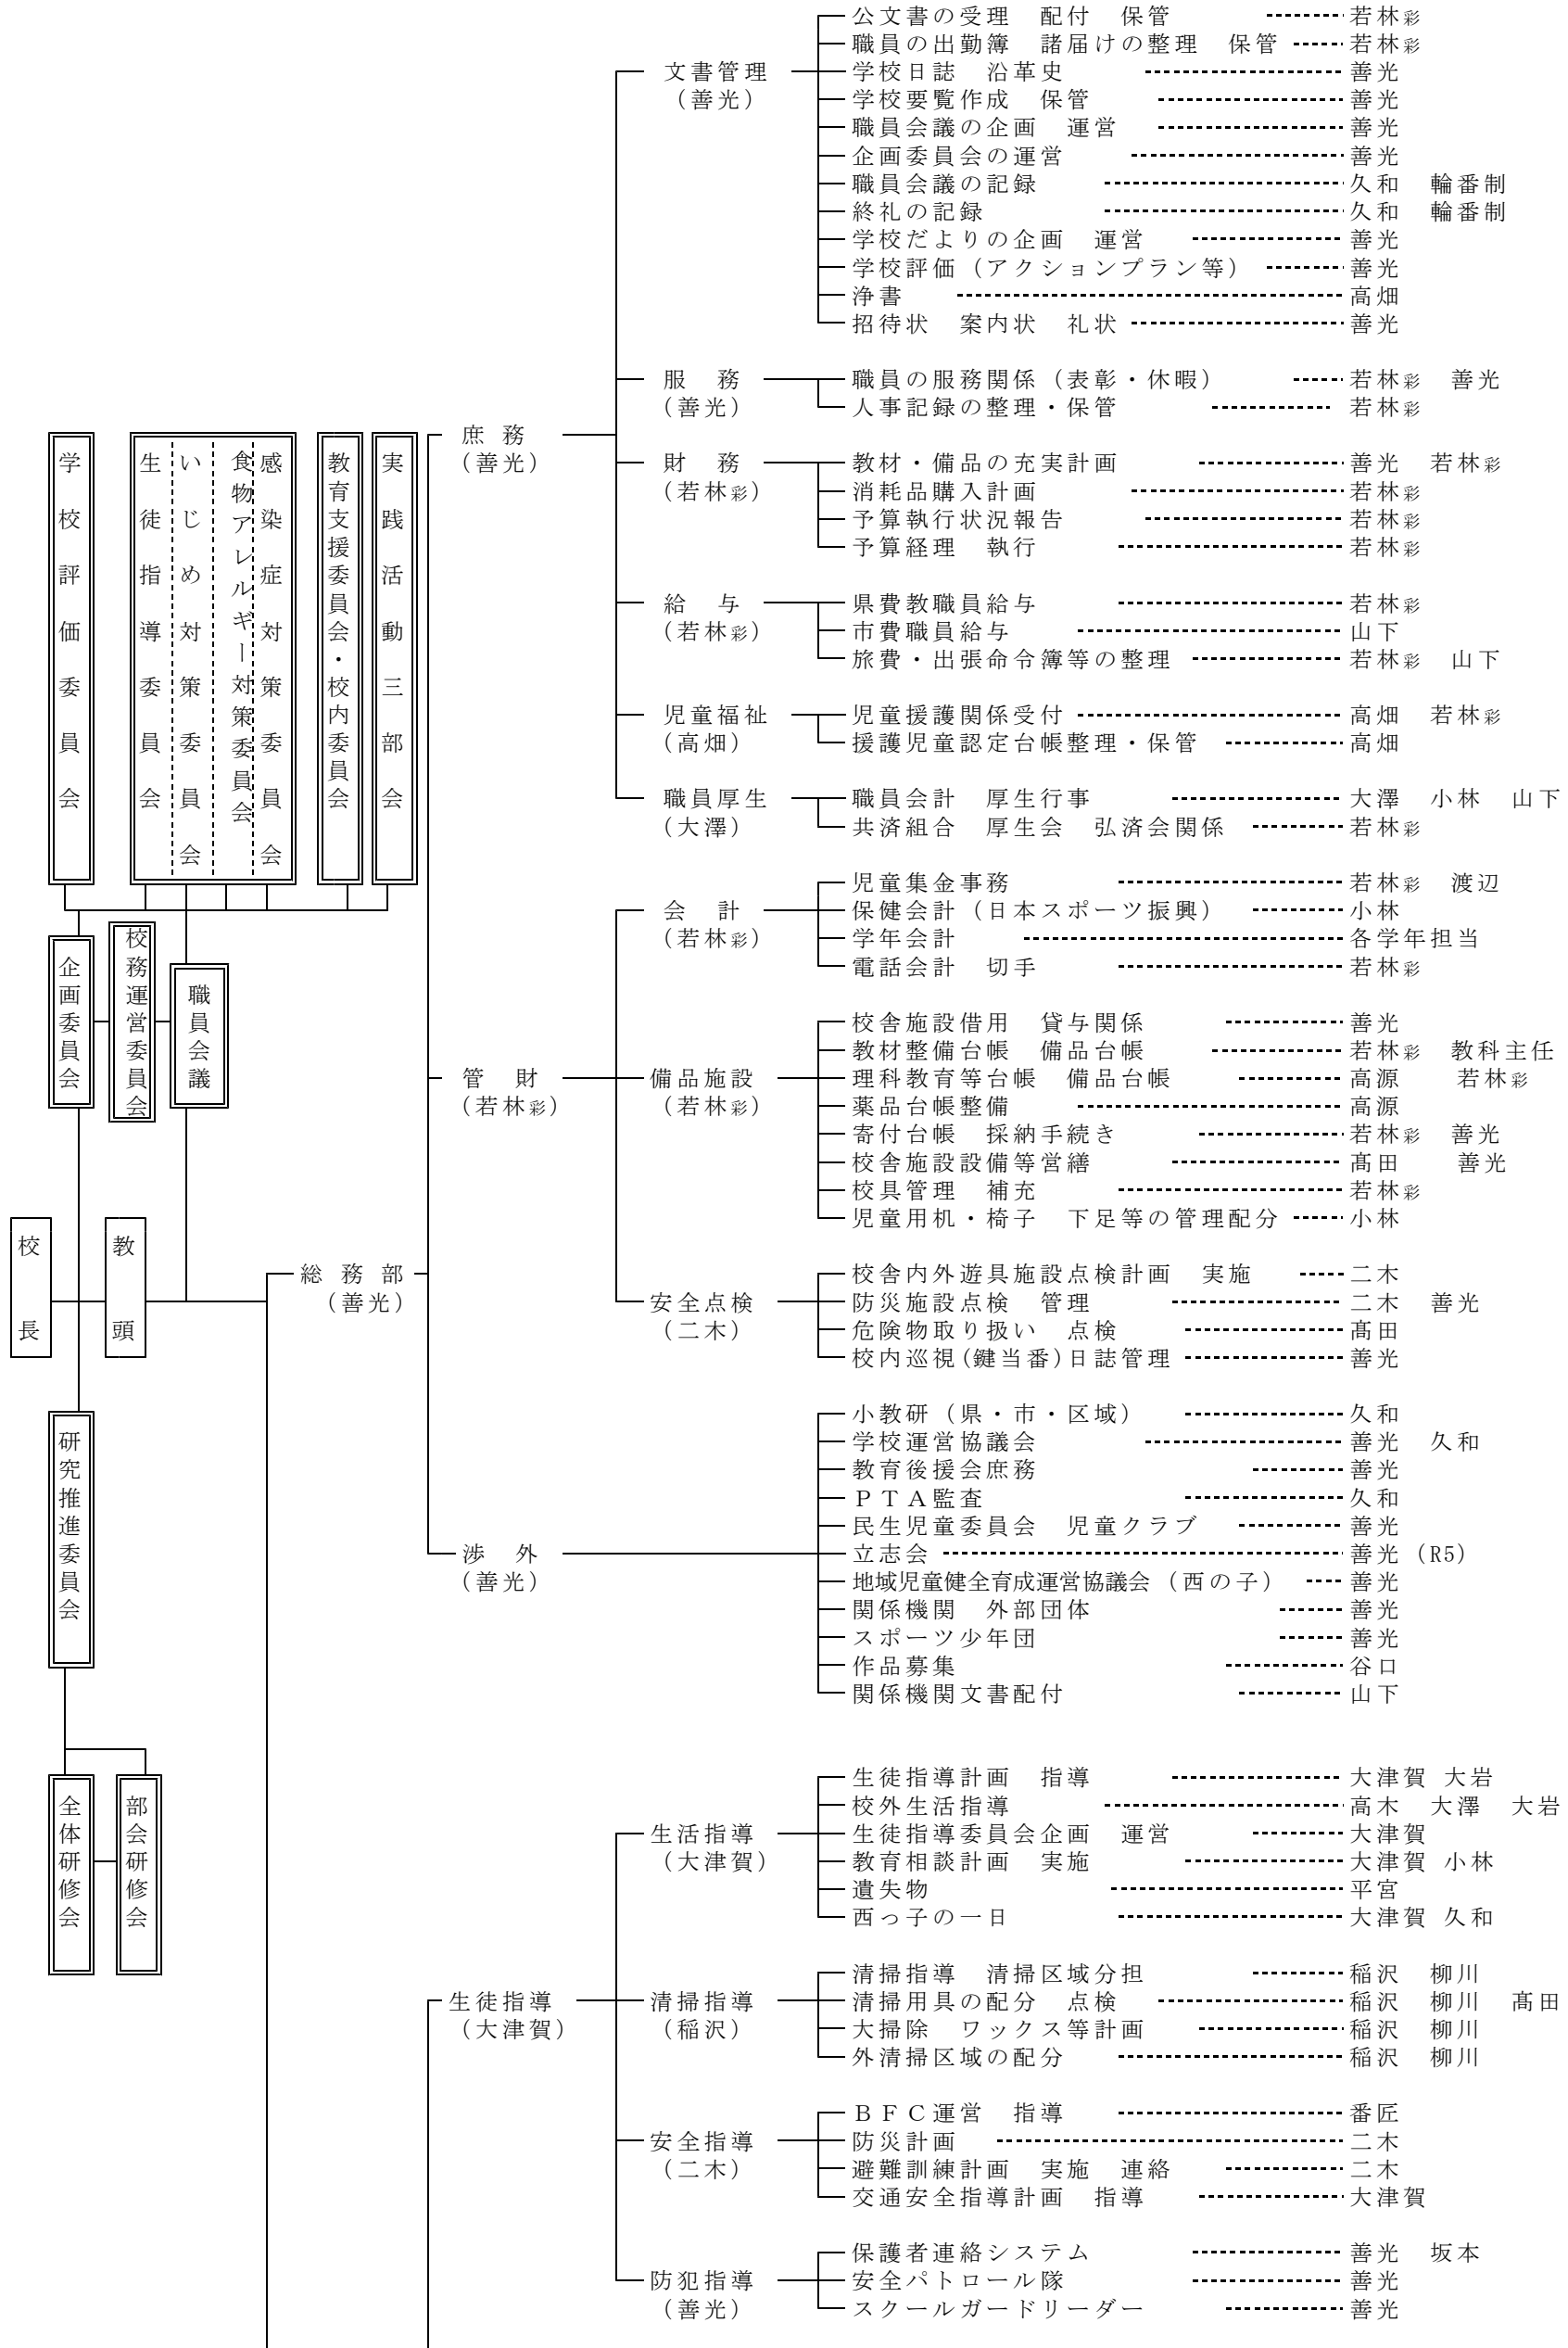 学校評価委員会
生徒指導委員会
いじめ対策委員会
食物アレルギー対策委員会
感染症対策委員会
教育支援委員会・校内委員会
実践活動三部会
企画委員会
校務運営委員会
職員会議
校長
教頭
研究推進委員会
全体研修会
部会研修会
総務部
（善光）
庶務
（善光）
文書管理
（善光）
公文書の受理　配付　保管 若林彩
職員の出勤簿　諸届けの整理　保管 若林彩
学校日誌　沿革史 善光
学校要覧作成　保管 善光
職員会議の企画　運営 善光
企画委員会の運営 善光
職員会議の記録 久和　輪番制
終礼の記録 久和　輪番制
学校だよりの企画　運営 善光
学校評価（アクションプラン等） 善光
浄書 高畑
招待状　案内状　礼状 善光
服　務
（善光）
職員の服務関係（表彰・休暇） 若林彩　善光
人事記録の整理・保管 若林彩
財　務
（若林彩）
教材・備品の充実計画 善光　若林彩
消耗品購入計画 若林彩
予算執行状況報告 若林彩
予算経理　執行 若林彩
給　与
（若林彩）
県費教職員給与 若林彩
市費職員給与 山下
旅費・出張命令簿等の整理 若林彩　山下
児童福祉
（高畑）
児童援護関係受付 高畑　若林彩
援護児童認定台帳整理・保管 高畑
職員厚生
（大澤）
職員会計　厚生行事 大澤　小林　山下
共済組合　厚生会　弘済会関係 若林彩
管　財
（若林彩）
会　計
（若林彩）
児童集金事務 若林彩　渡辺
保健会計（日本スポーツ振興） 小林
学年会計 各学年担当
電話会計　切手 若林彩
備品施設
（若林彩）
校舎施設借用　貸与関係 善光
教材整備台帳　備品台帳 若林彩　教科主任
理科教育等台帳　備品台帳 高源　若林彩
薬品台帳整備 高源
寄付台帳　採納手続き 若林彩　善光
校舎施設設備等営繕 髙田　善光
校具管理　補充 若林彩
児童用机・椅子　下足等の管理配分 小林
安全点検
（二木）
校舎内外遊具施設点検計画　実施 二木
防災施設点検　管理 二木　善光
危険物取り扱い　点検 髙田
校内巡視(鍵当番)日誌管理 善光
渉　外
（善光）
小教研（県・市・区域） 久和
学校運営協議会 善光　久和
教育後援会庶務 善光
ＰＴＡ監査 久和
民生児童委員会　児童クラブ 善光
立志会 善光（R5）
地域児童健全育成運営協議会（西の子） 善光
関係機関　外部団体 善光
スポーツ少年団 善光
作品募集 谷口
関係機関文書配付 山下
生徒指導
（大津賀）
生活指導
（大津賀）
生徒指導計画　指導 大津賀 大岩
校外生活指導 高木　大澤　大岩
生徒指導委員会企画　運営 大津賀
教育相談計画　実施 大津賀 小林
遺失物 平宮
西っ子の一日 大津賀 久和
清掃指導
（稲沢）
清掃指導　清掃区域分担 稲沢　柳川
清掃用具の配分　点検 稲沢　柳川　髙田
大掃除　ワックス等計画 稲沢　柳川
外清掃区域の配分 稲沢　柳川
安全指導
（二木）
ＢＦＣ運営　指導 番匠
防災計画 二木
避難訓練計画　実施　連絡 二木
交通安全指導計画　指導 大津賀
防犯指導
（善光）
保護者連絡システム 善光　坂本
安全パトロール隊 善光
スクールガードリーダー 善光